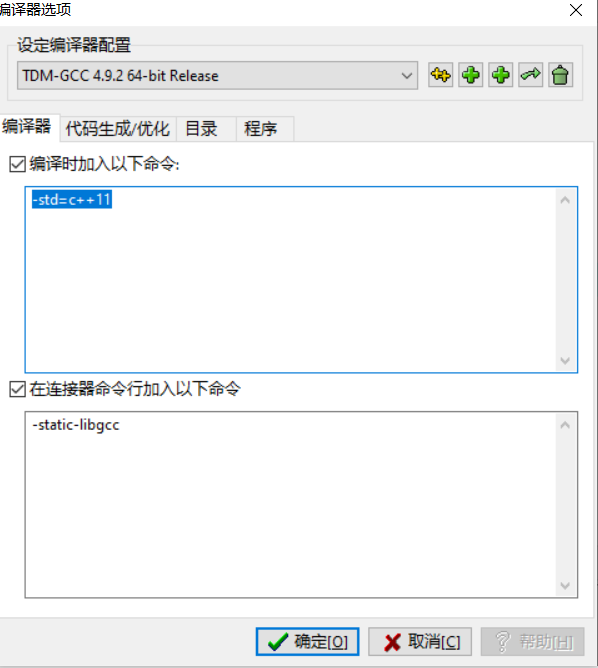 编译器选项
设定编译器配置
TDM-GCC 4.9.2 64-bit Release
编译器 代码生成/优化 目录 程序
编译时加入以下命令:
-std=c++11
在连接器命令行加入以下命令
-static-libgcc
确定[O] 取消[C] 帮助[H]